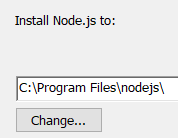 Install Node.js to:
C:\Program Files\nodejs\
Change...